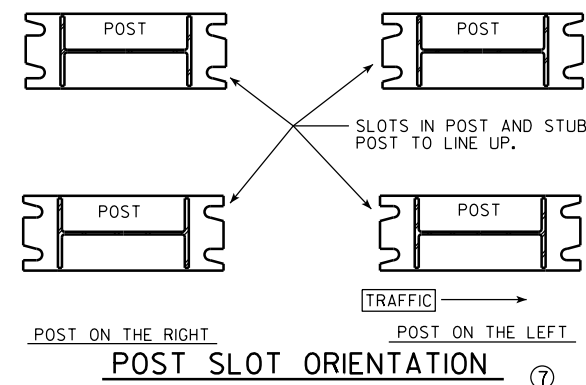 POST
POST
SLOTS IN POST AND STUB
POST TO LINE UP.
POST
POST
TRAFFIC
POST ON THE RIGHT
POST ON THE LEFT
POST SLOT ORIENTATION
7